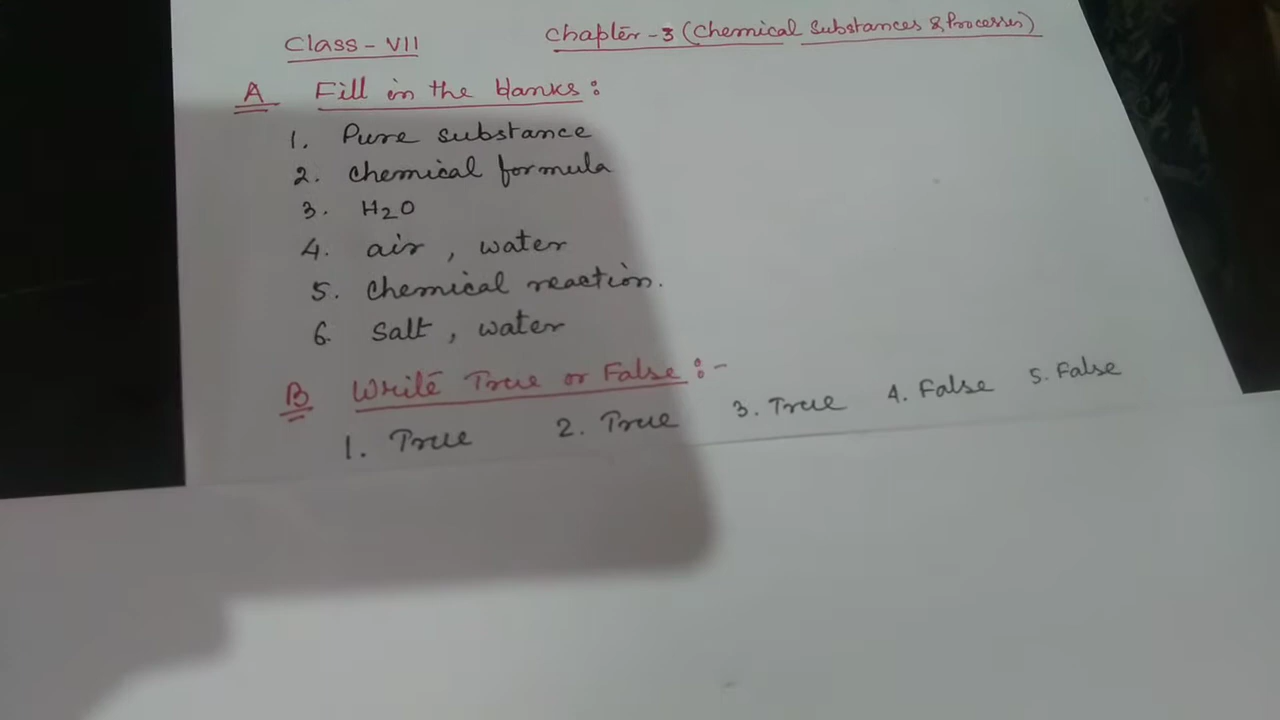 Class - VII Chapter - 3 (Chemical Substances & Processes)
A Fill in the blanks :
1. Pure substance
2. chemical formula
3. H2O
4. air , water
5. chemical reaction.
6. Salt , water
B Write True or False :-
1. True 2. True 3. True 4. False 5. False